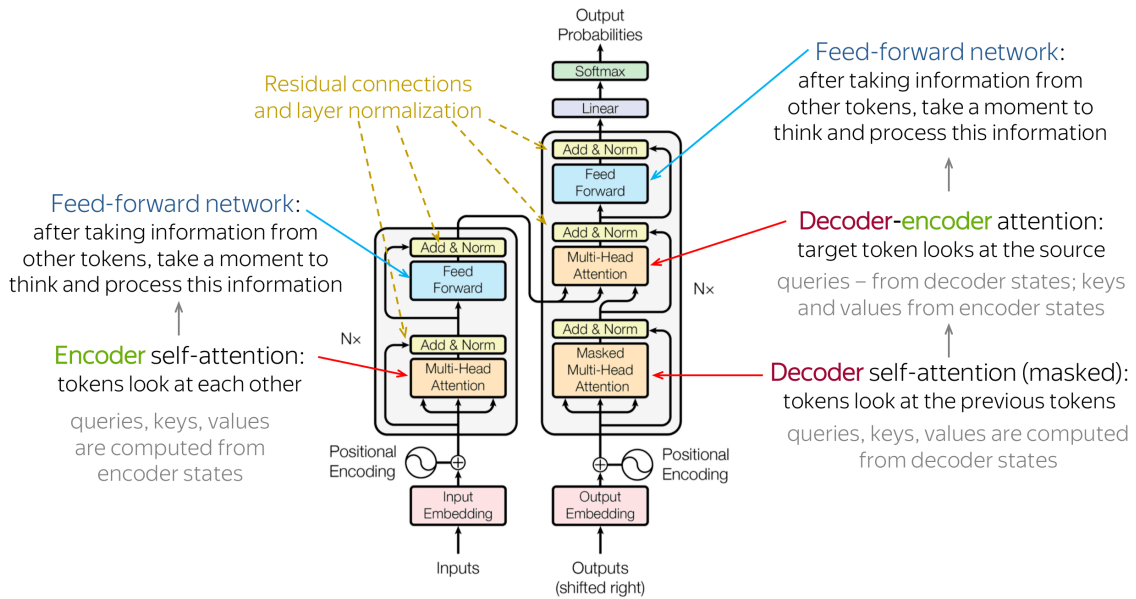 Output
Probabilities
Softmax
Linear
Add & Norm
Feed
Forward
Add & Norm
Multi-Head
Attention
Add & Norm
Masked
Multi-Head
Attention
N×
Positional
Encoding
Output
Embedding
Outputs
(shifted right)
Residual connections
and layer normalization
Add & Norm
Feed
Forward
Add & Norm
Multi-Head
Attention
N×
Positional
Encoding
Input
Embedding
Inputs
Feed-forward network:
after taking information from
other tokens, take a moment to
think and process this information
Encoder self-attention:
tokens look at each other
queries, keys, values
are computed from
encoder states
Feed-forward network:
after taking information from
other tokens, take a moment to
think and process this information
Decoder-encoder attention:
target token looks at the source
queries – from decoder states; keys
and values from encoder states
Decoder self-attention (masked):
tokens look at the previous tokens
queries, keys, values are computed
from decoder states